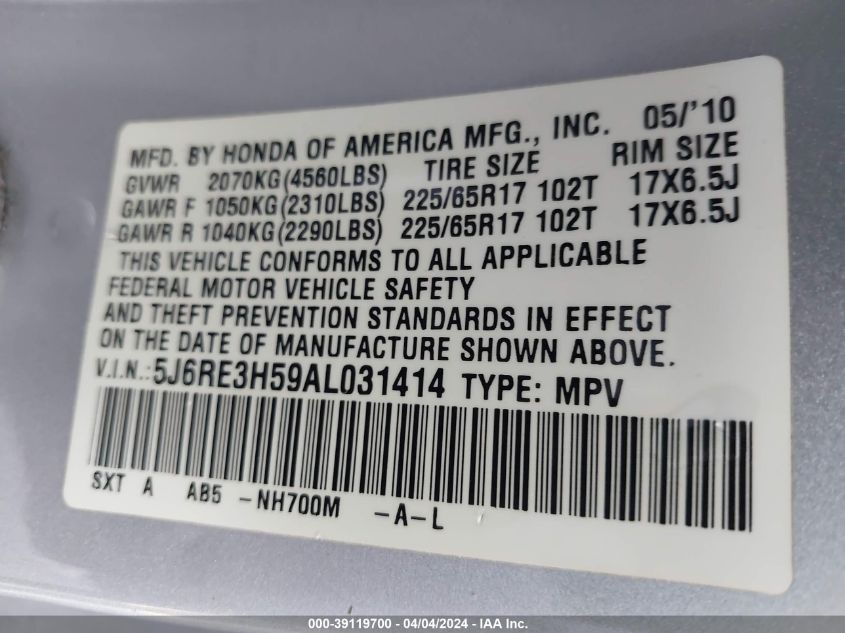 MFD. BY HONDA OF AMERICA MFG., INC. 05/'10
GVWR 2070KG(4560LBS) TIRE SIZE RIM SIZE
GAWR F 1050KG(2310LBS) 225/65R17 102T 17X6.5J
GAWR R 1040KG(2290LBS) 225/65R17 102T 17X6.5J
THIS VEHICLE CONFORMS TO ALL APPLICABLE
FEDERAL MOTOR VEHICLE SAFETY
AND THEFT PREVENTION STANDARDS IN EFFECT
ON THE DATE OF MANUFACTURE SHOWN ABOVE.
V.I.N.: 5J6RE3H59AL031414 TYPE: MPV
SXT A AB5 -NH700M -A-L
000-39119700 - 04/04/2024 - IAA Inc.